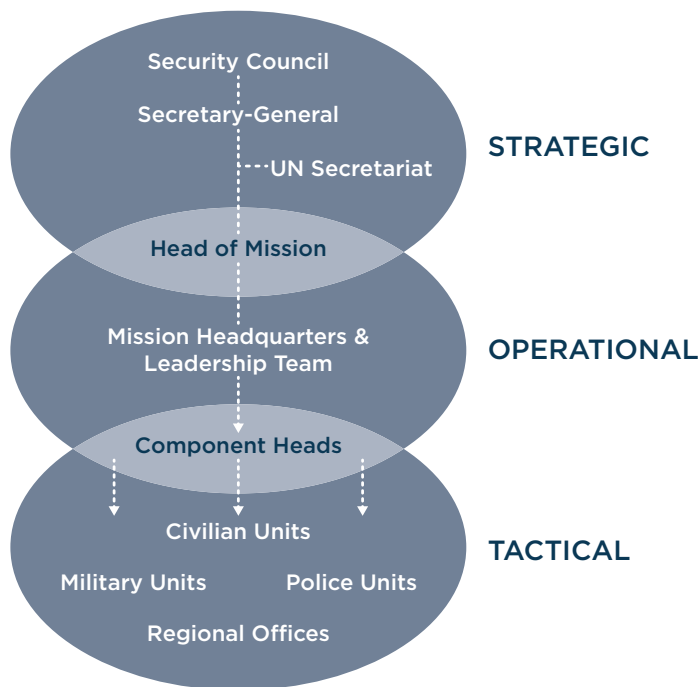 Security Council
Secretary-General
UN Secretariat
STRATEGIC
Head of Mission
Mission Headquarters &
Leadership Team
OPERATIONAL
Component Heads
Civilian Units
TACTICAL
Military Units
Police Units
Regional Offices